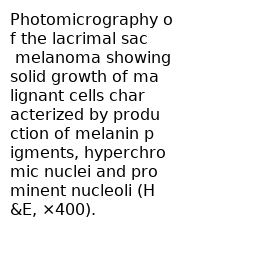 Photomicrography o
f the lacrimal sac
 melanoma showing
solid growth of ma
lignant cells char
acterized by produ
ction of melanin p
igments, hyperchro
mic nuclei and pro
minent nucleoli (H
&E, ×400).